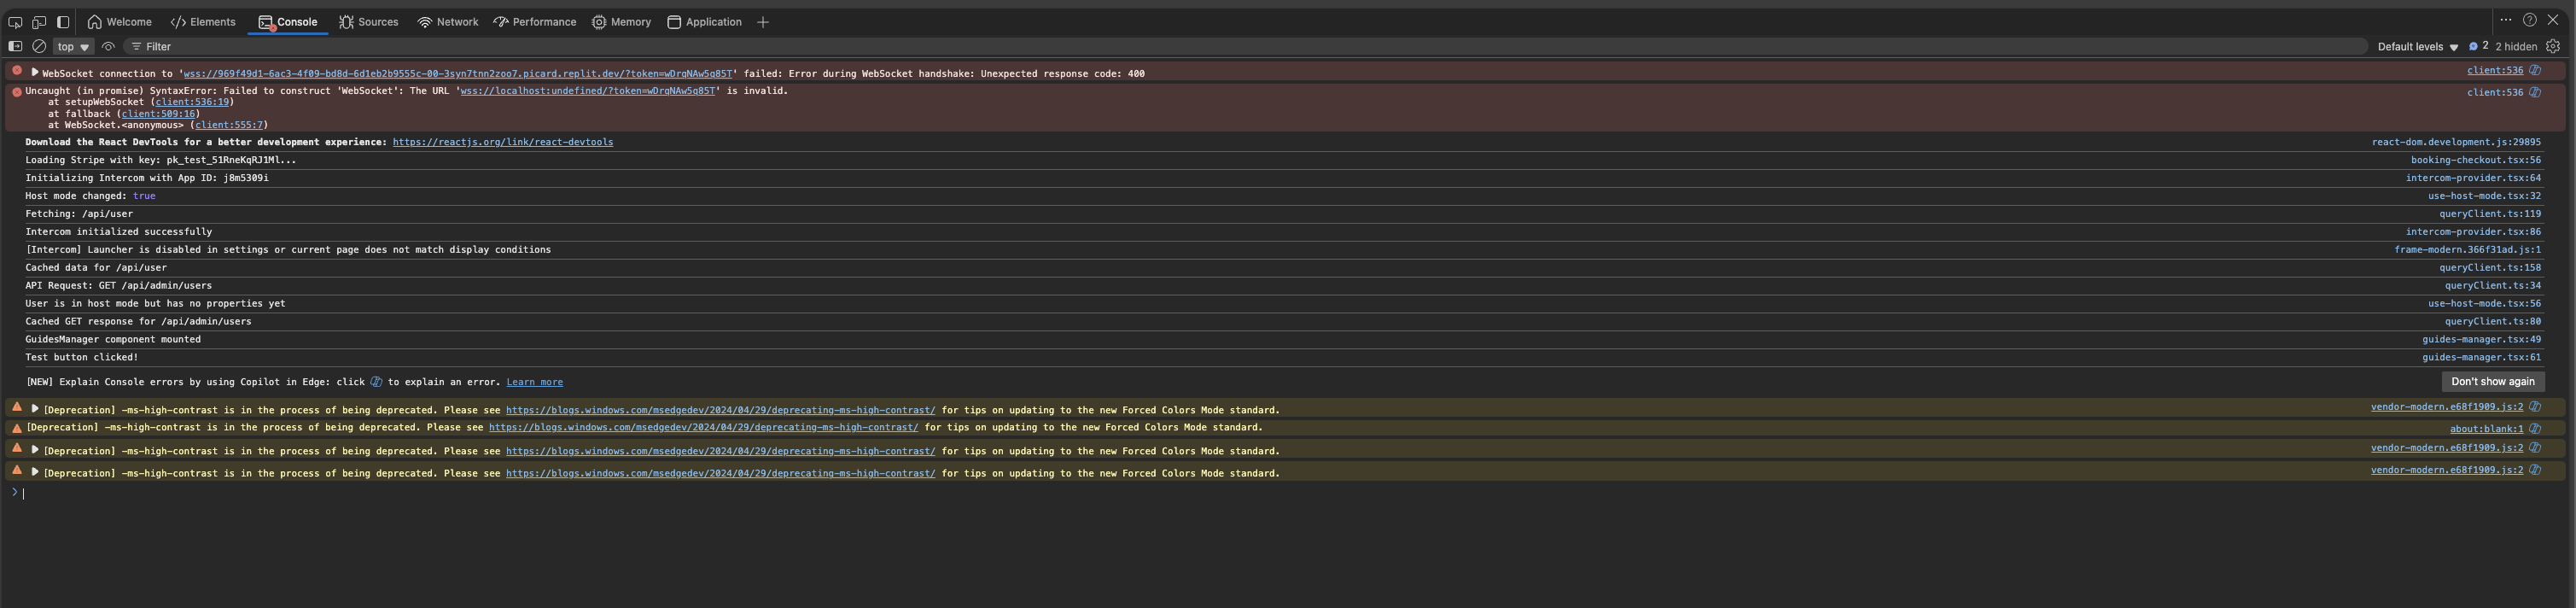 Welcome Elements Console Sources Network Performance Memory Application
top Filter Default levels 2 2 hidden
WebSocket connection to 'wss://969f49d1-6ac3-4f09-bd8d-6d1eb2b9555c-00-3syn7tnn2zoo7.picard.replit.dev/?token=wDrqNAw5q85T' failed: Error during WebSocket handshake: Unexpected response code: 400 client:536
Uncaught (in promise) SyntaxError: Failed to construct 'WebSocket': The URL 'wss://localhost:undefined/?token=wDrqNAw5q85T' is invalid. client:536
at setupWebSocket (client:536:19)
at fallback (client:509:16)
at WebSocket.<anonymous> (client:555:7)
Download the React DevTools for a better development experience: https://reactjs.org/link/react-devtools react-dom.development.js:29895
Loading Stripe with key: pk_test_51RneKqRJ1Ml... booking-checkout.tsx:56
Initializing Intercom with App ID: j8m5309i intercom-provider.tsx:64
Host mode changed: true use-host-mode.tsx:32
Fetching: /api/user queryClient.ts:119
Intercom initialized successfully intercom-provider.tsx:86
[Intercom] Launcher is disabled in settings or current page does not match display conditions frame-modern.366f31ad.js:1
Cached data for /api/user queryClient.ts:158
API Request: GET /api/admin/users queryClient.ts:34
User is in host mode but has no properties yet use-host-mode.tsx:56
Cached GET response for /api/admin/users queryClient.ts:80
GuidesManager component mounted guides-manager.tsx:49
Test button clicked! guides-manager.tsx:61
[NEW] Explain Console errors by using Copilot in Edge: click to explain an error. Learn more Don't show again
[Deprecation] -ms-high-contrast is in the process of being deprecated. Please see https://blogs.windows.com/msedgedev/2024/04/29/deprecating-ms-high-contrast/ for tips on updating to the new Forced Colors Mode standard. vendor-modern.e68f1909.js:2
[Deprecation] -ms-high-contrast is in the process of being deprecated. Please see https://blogs.windows.com/msedgedev/2024/04/29/deprecating-ms-high-contrast/ for tips on updating to the new Forced Colors Mode standard. about:blank:1
[Deprecation] -ms-high-contrast is in the process of being deprecated. Please see https://blogs.windows.com/msedgedev/2024/04/29/deprecating-ms-high-contrast/ for tips on updating to the new Forced Colors Mode standard. vendor-modern.e68f1909.js:2
[Deprecation] -ms-high-contrast is in the process of being deprecated. Please see https://blogs.windows.com/msedgedev/2024/04/29/deprecating-ms-high-contrast/ for tips on updating to the new Forced Colors Mode standard. vendor-modern.e68f1909.js:2